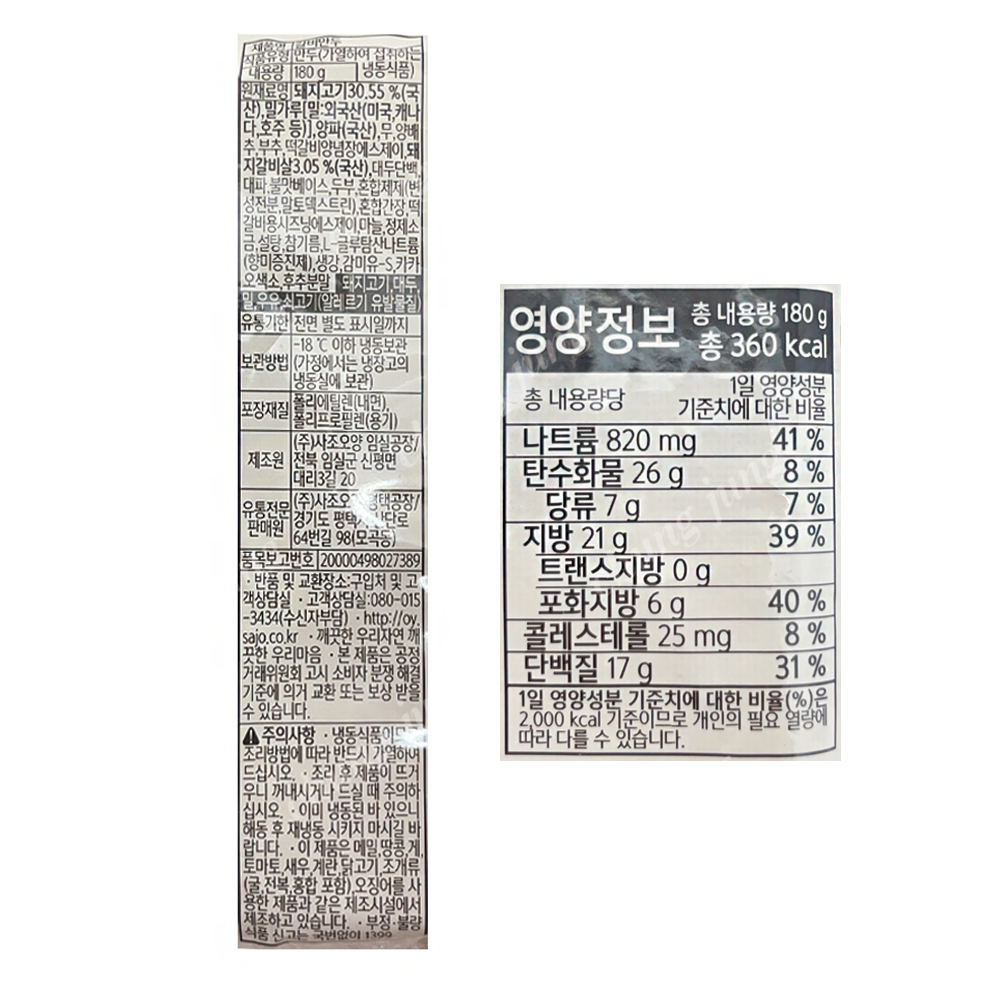 제품명 갈비만두
식품유형 만두(가열하여 섭취하는
내용량 180 g 냉동식품)
원재료명 돼지고기30.55 %(국
산),밀가루[밀:외국산(미국,캐나
다,호주 등)],양파(국산),무,양배
추,부추,떡갈비양념장에스제이,돼
지갈비살3.05 %(국산),대두단백,
대파,불맛베이스,두부,혼합제제(변
성전분,말토덱스트린),혼합간장,떡
갈비용시즈닝에스제이,마늘,정제소
금,설탕,참기름,L-글루탐산나트륨
(향미증진제),생강,감미유-S,카카
오색소,후추분말 돼지고기,대두,
밀,우유,쇠고기(알레르기 유발물질)
유통기한 전면 별도 표시일까지
보관방법 -18 ℃ 이하 냉동보관
(가정에서는 냉장고의
냉동실에 보관)
포장재질 폴리에틸렌(내면),
폴리프로필렌(용기)
제조원 (주)사조오양 임실공장/
전북 임실군 신평면
대리3길 20
유통전문판매원 (주)사조오 평택공장/
경기도 평택 산단로
64번길 98(모곡동)
품목보고번호 20000498027389
· 반품 및 교환장소:구입처 및 고
객상담실 · 고객상담실:080-015
-3434(수신자부담) · http://oy.
sajo.co.kr · 깨끗한 우리자연 깨
끗한 우리마음 · 본 제품은 공정
거래위원회 고시 소비자 분쟁 해결
기준에 의거 교환 또는 보상 받을
수 있습니다.
주의사항 · 냉동식품이므로
조리방법에 따라 반드시 가열하여
드십시오. · 조리 후 제품이 뜨거
우니 꺼내시거나 드실 때 주의하
십시오. · 이미 냉동된 바 있으니
해동 후 재냉동 시키지 마시길 바
랍니다. · 이 제품은 메밀,땅콩,게,
토마토,새우,계란,닭고기,조개류
(굴,전복,홍합 포함),오징어를 사
용한 제품과 같은 제조시설에서
제조하고 있습니다. · 부정·불량
식품 신고는 국번없이 1399
영양정보 총 내용량 180 g
총 360 kcal
총 내용량당 1일 영양성분
기준치에 대한 비율
나트륨 820 mg 41 %
탄수화물 26 g 8 %
당류 7 g 7 %
지방 21 g 39 %
트랜스지방 0 g
포화지방 6 g 40 %
콜레스테롤 25 mg 8 %
단백질 17 g 31 %
1일 영양성분 기준치에 대한 비율(%)은
2,000 kcal 기준이므로 개인의 필요 열량에
따라 다를 수 있습니다.